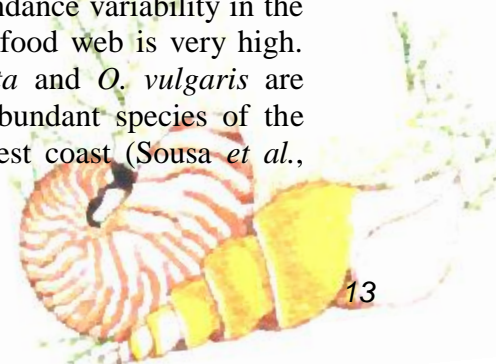 ndance variability in the
food web is very high.
ta and O. vulgaris are
bundant species of the
est coast (Sousa et al.,
13